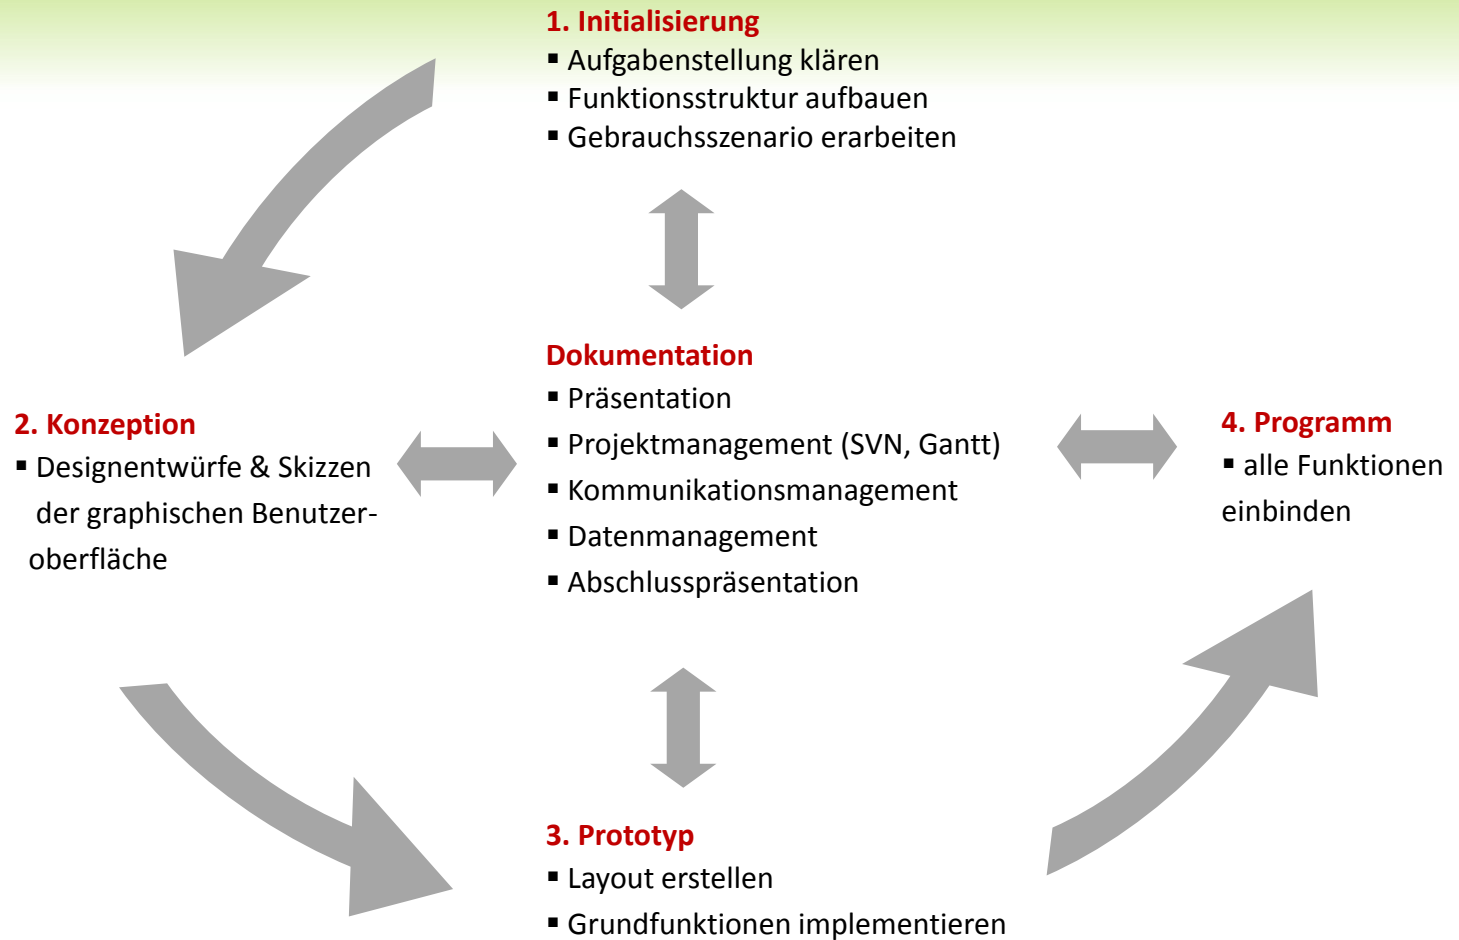 1. Initialisierung
▪ Aufgabenstellung klären
▪ Funktionsstruktur aufbauen
▪ Gebrauchsszenario erarbeiten
2. Konzeption
▪ Designentwürfe & Skizzen
der graphischen Benutzer-
oberfläche
Dokumentation
▪ Präsentation
▪ Projektmanagement (SVN, Gantt)
▪ Kommunikationsmanagement
▪ Datenmanagement
▪ Abschlusspräsentation
4. Programm
▪ alle Funktionen
einbinden
3. Prototyp
▪ Layout erstellen
▪ Grundfunktionen implementieren